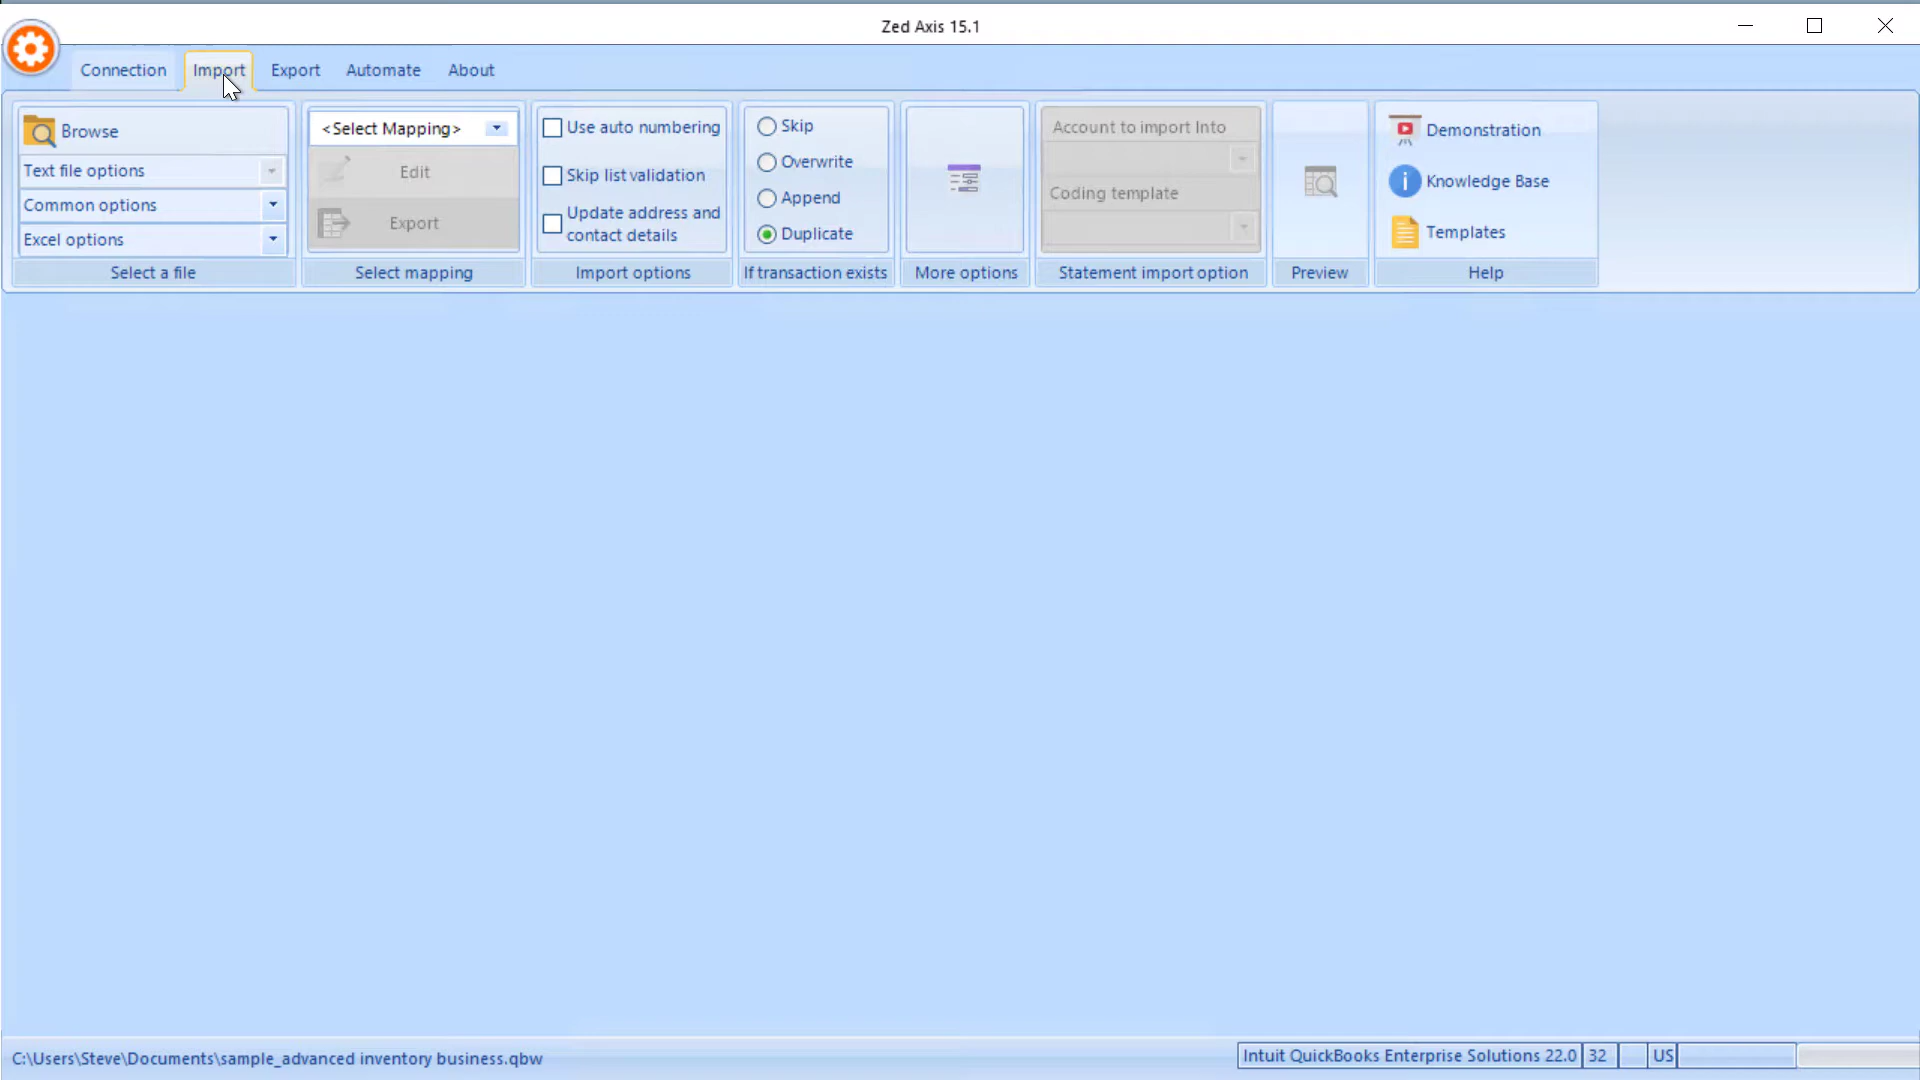 Zed Axis 15.1
Connection Import Export Automate About
Browse
Text file options
Common options
Excel options
Select a file
<Select Mapping>
Edit
Export
Select mapping
Use auto numbering
Skip list validation
Update address and
contact details
Import options
Skip
Overwrite
Append
Duplicate
If transaction exists
More options
Account to import Into
Coding template
Statement import option
Preview
Demonstration
Knowledge Base
Templates
Help
C:\Users\Steve\Documents\sample_advanced inventory business.qbw
Intuit QuickBooks Enterprise Solutions 22.0 32 US